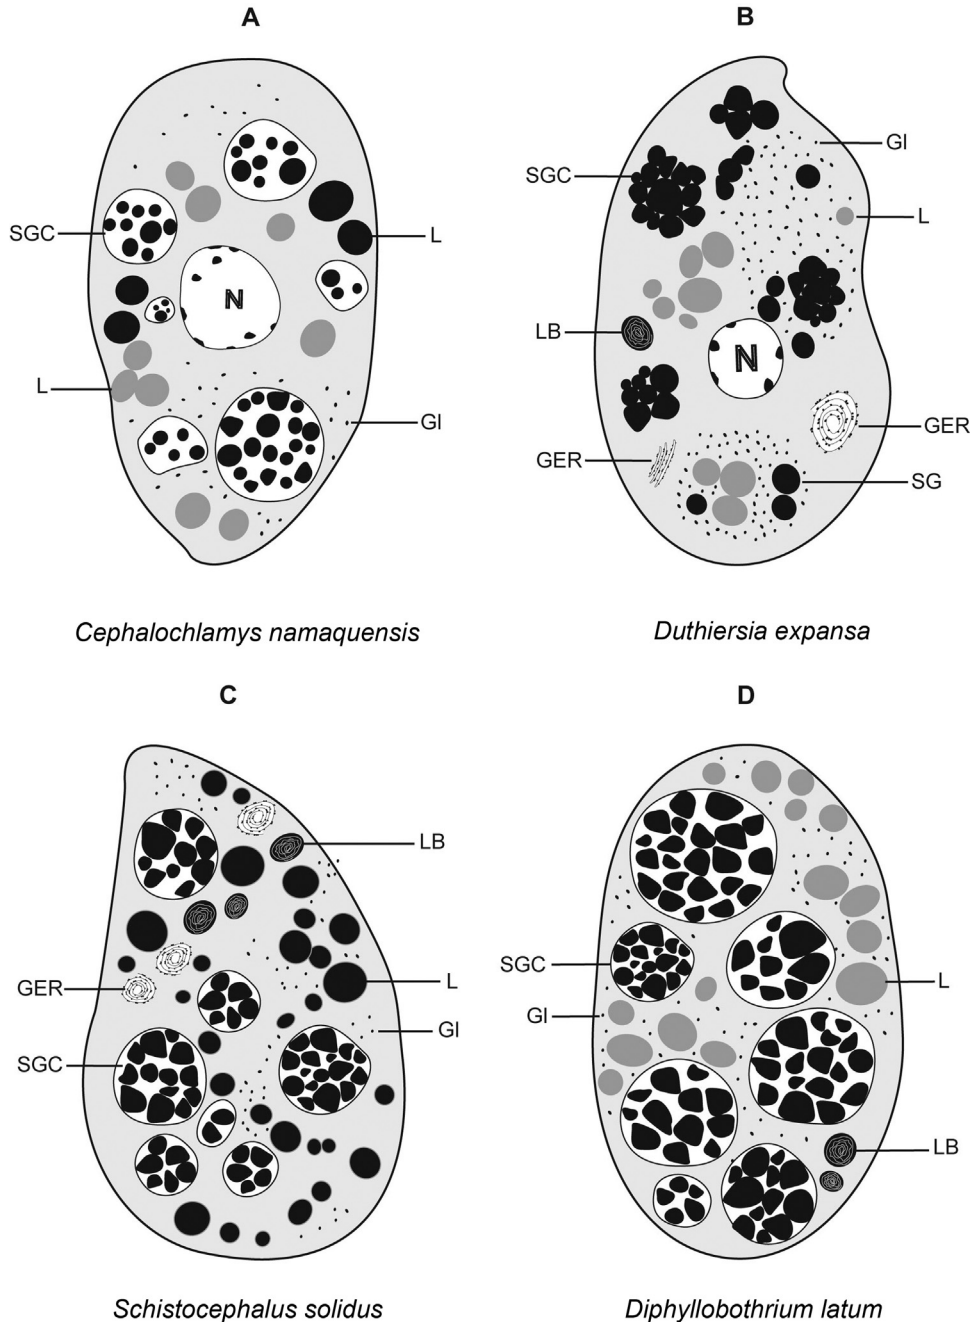 A
B
Gl
SGC
SGC
L
L
N
LB
N
L
Gl
GER
GER
SG
Cephalochlamys namaquensis
Duthiersia expansa
C
D
LB
SGC
GER
L
L
Gl
Gl
SGC
LB
Schistocephalus solidus
Diphyllobothrium latum